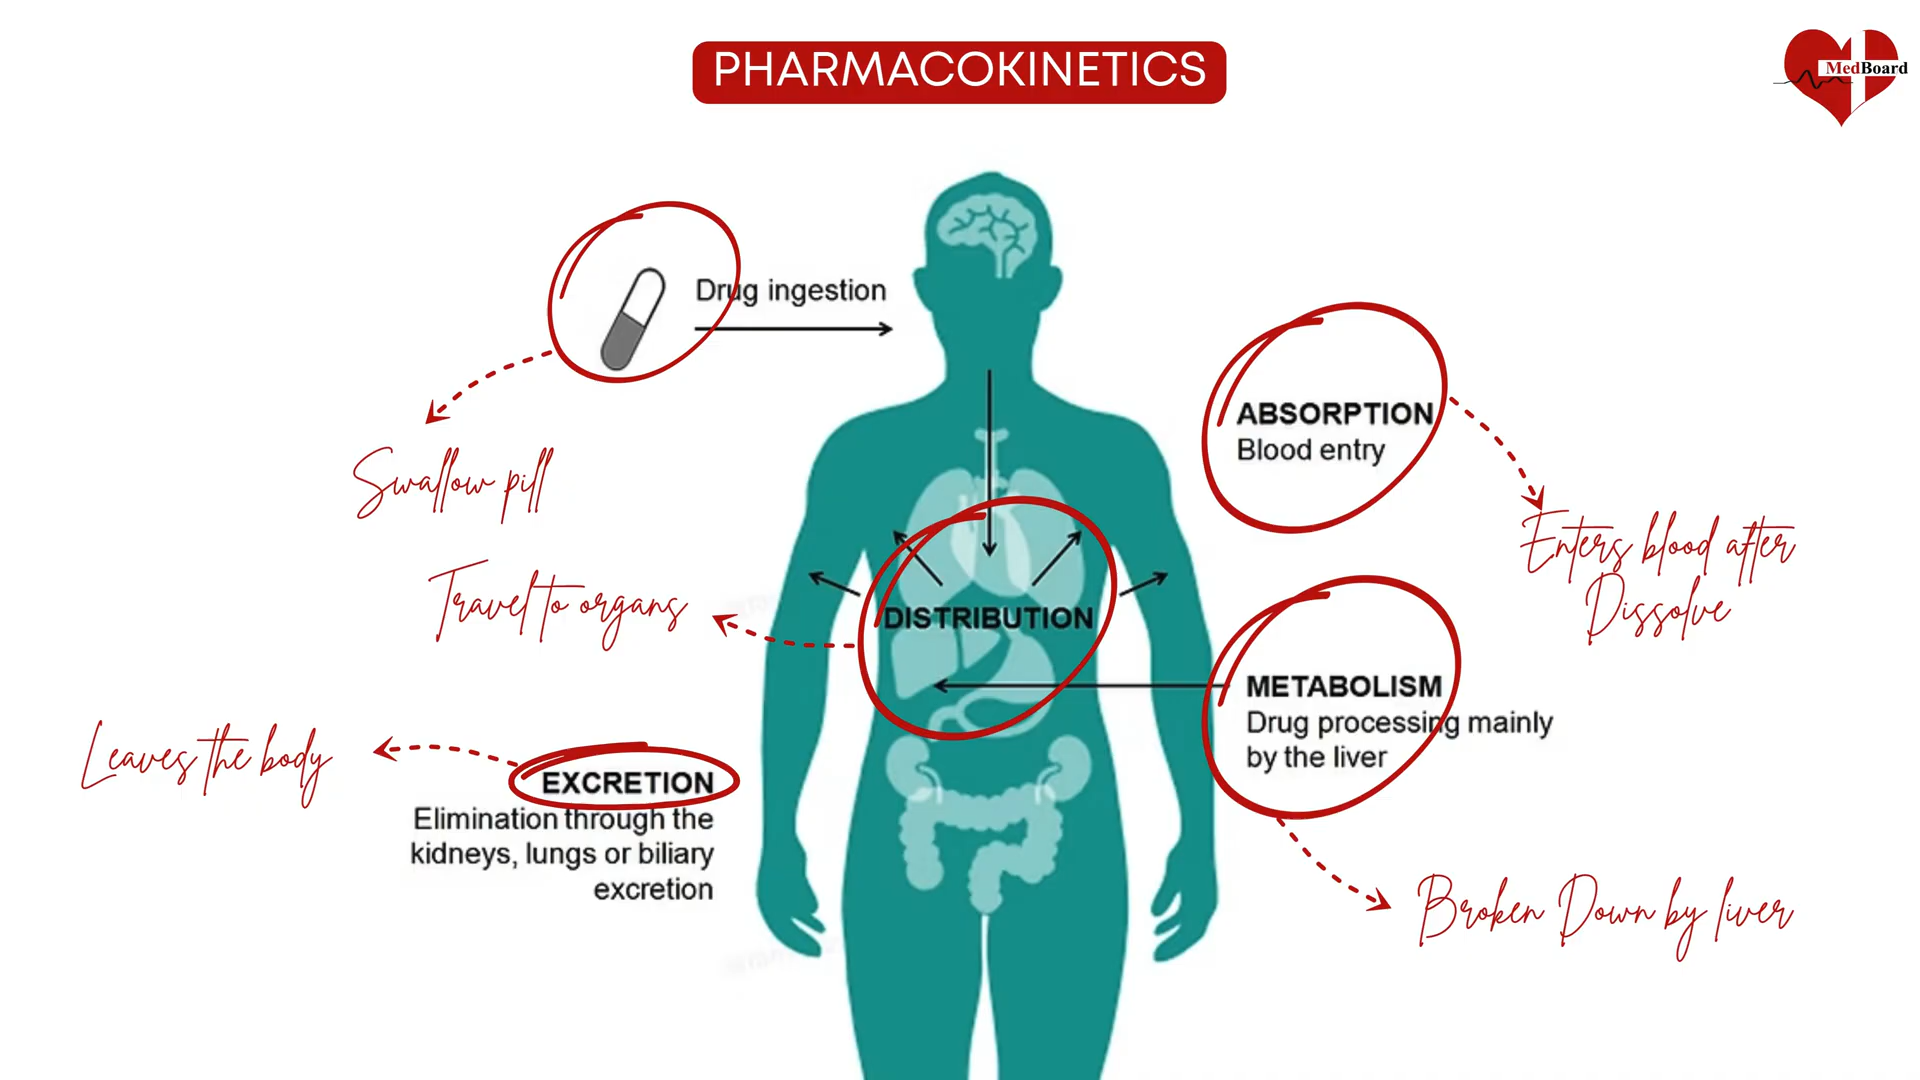 PHARMACOKINETICS
MedBoard
Drug ingestion
Swallow pill
ABSORPTION
Blood entry
Enters blood after
Dissolve
DISTRIBUTION
Travel to organs
METABOLISM
Drug processing mainly
by the liver
Broken Down by liver
EXCRETION
Elimination through the
kidneys, lungs or biliary
excretion
Leaves the body